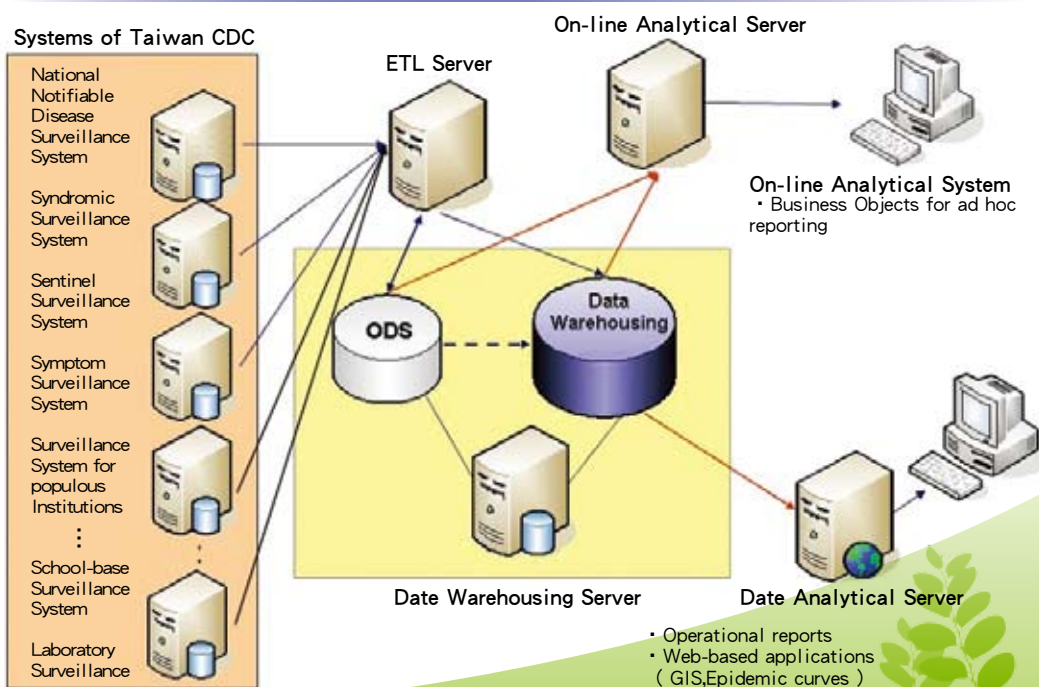 Systems of Taiwan CDC
National
Notifiable
Disease
Surveillance
System
Syndromic
Surveillance
System
Sentinel
Surveillance
System
Symptom
Surveillance
System
Surveillance
System for
populous
Institutions
⋮
School-base
Surveillance
System
Laboratory
Surveillance
ETL Server
On-line Analytical Server
On-line Analytical System
・Business Objects for ad hoc
reporting
ODS
Data
Warehousing
Date Warehousing Server
Date Analytical Server
・Operational reports
・Web-based applications
( GIS,Epidemic curves )